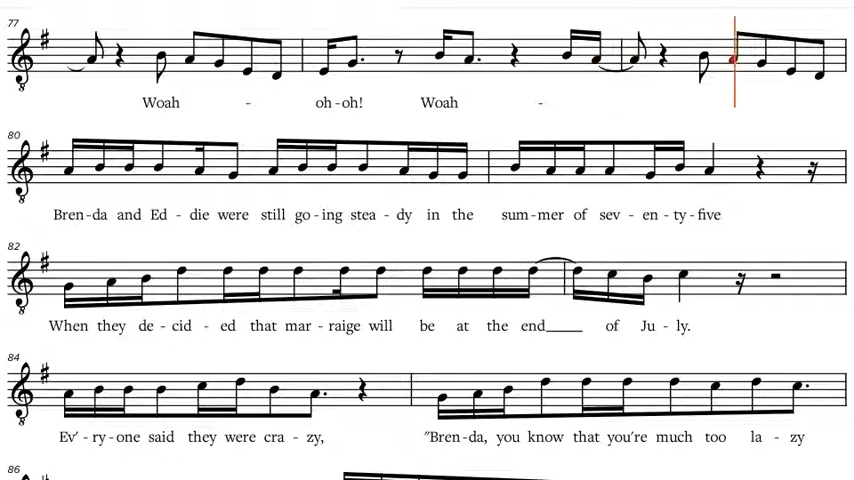 77
Woah - oh-oh! Woah -
80
Bren-da and Ed - die were still go-ing stea - dy in the sum-mer of sev - en - ty-five
82
When they de-cid - ed that mar-raige will be at the end____ of Ju - ly.
84
Ev' - ry-one said they were cra - zy, "Bren-da, you know that you're much too la - zy
86